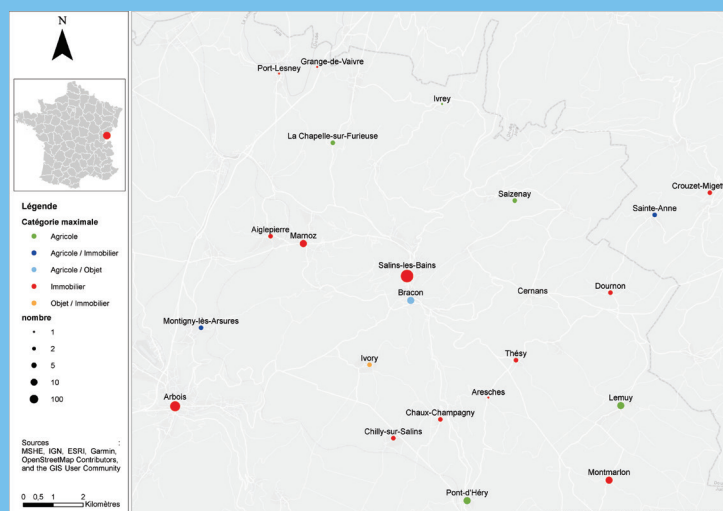 N
Légende
Catégorie maximale
Agricole
Agricole / Immobilier
Agricole / Objet
Immobilier
Objet / Immobilier
nombre
1
2
5
10
100
Sources :
MSHE, IGN, ESRI, Garmin,
OpenStreetMap Contributors,
and the GIS User Community
0 0,5 1 2
Kilomètres
Grange-de-Vaivre
Port-Lesney
Ivrey
La Chapelle-sur-Furieuse
Crouzet-Migett
Saizenay
Sainte-Anne
Aiglepierre
Marnoz
Salins-les-Bains
Bracon
Cernans
Dournon
Montigny-lès-Arsures
Ivory
Thésy
Arbois
Aresches
Lemuy
Chaux-Champagny
Chilly-sur-Salins
Montmarlon
Pont-d'Héry